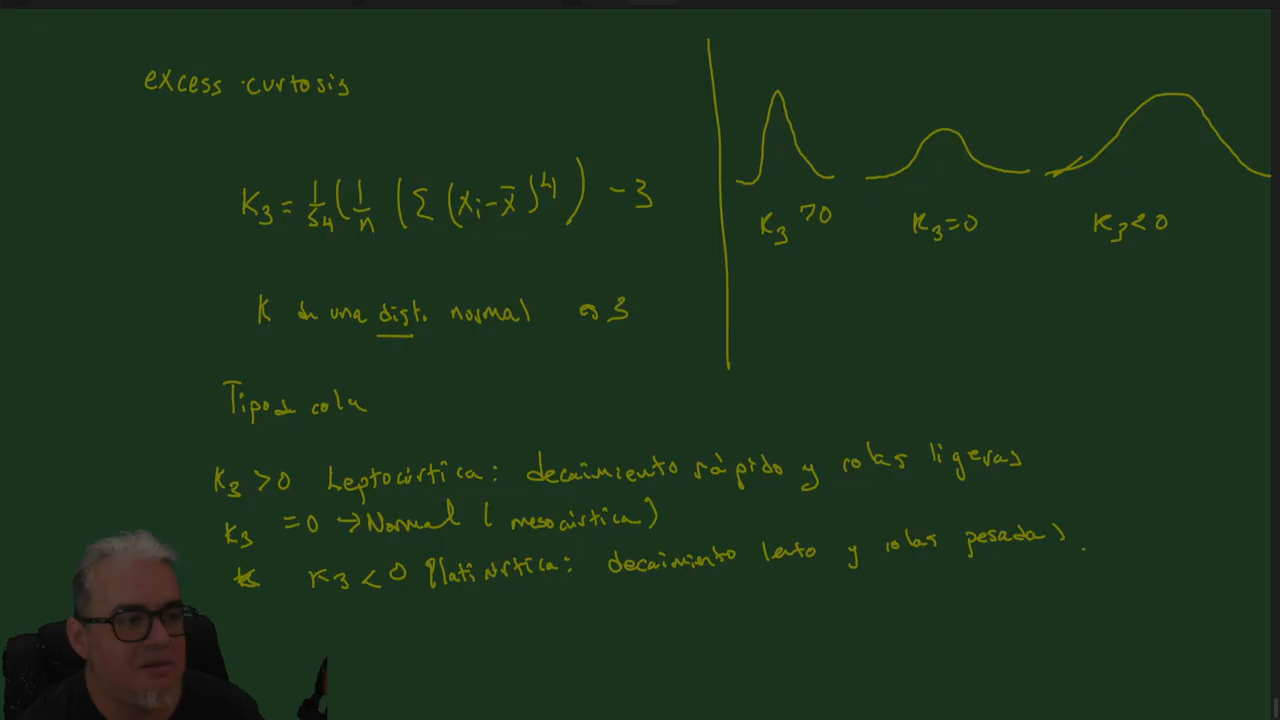 excess curtosis
K₃ = 1/S₄ (1/n (Σ (xᵢ - x̄)⁴) - 3
K₃ >0 K₃=0 K₃<0
K de una dist. normal es 3
Tipo de cola
K₃ >0 Leptocúrtica: decaimiento rápido y colas ligeras
K₃ =0 → Normal (mesocúrtica)
K₃ <0 Platicúrtica: decaimiento lento y colas pesadas.